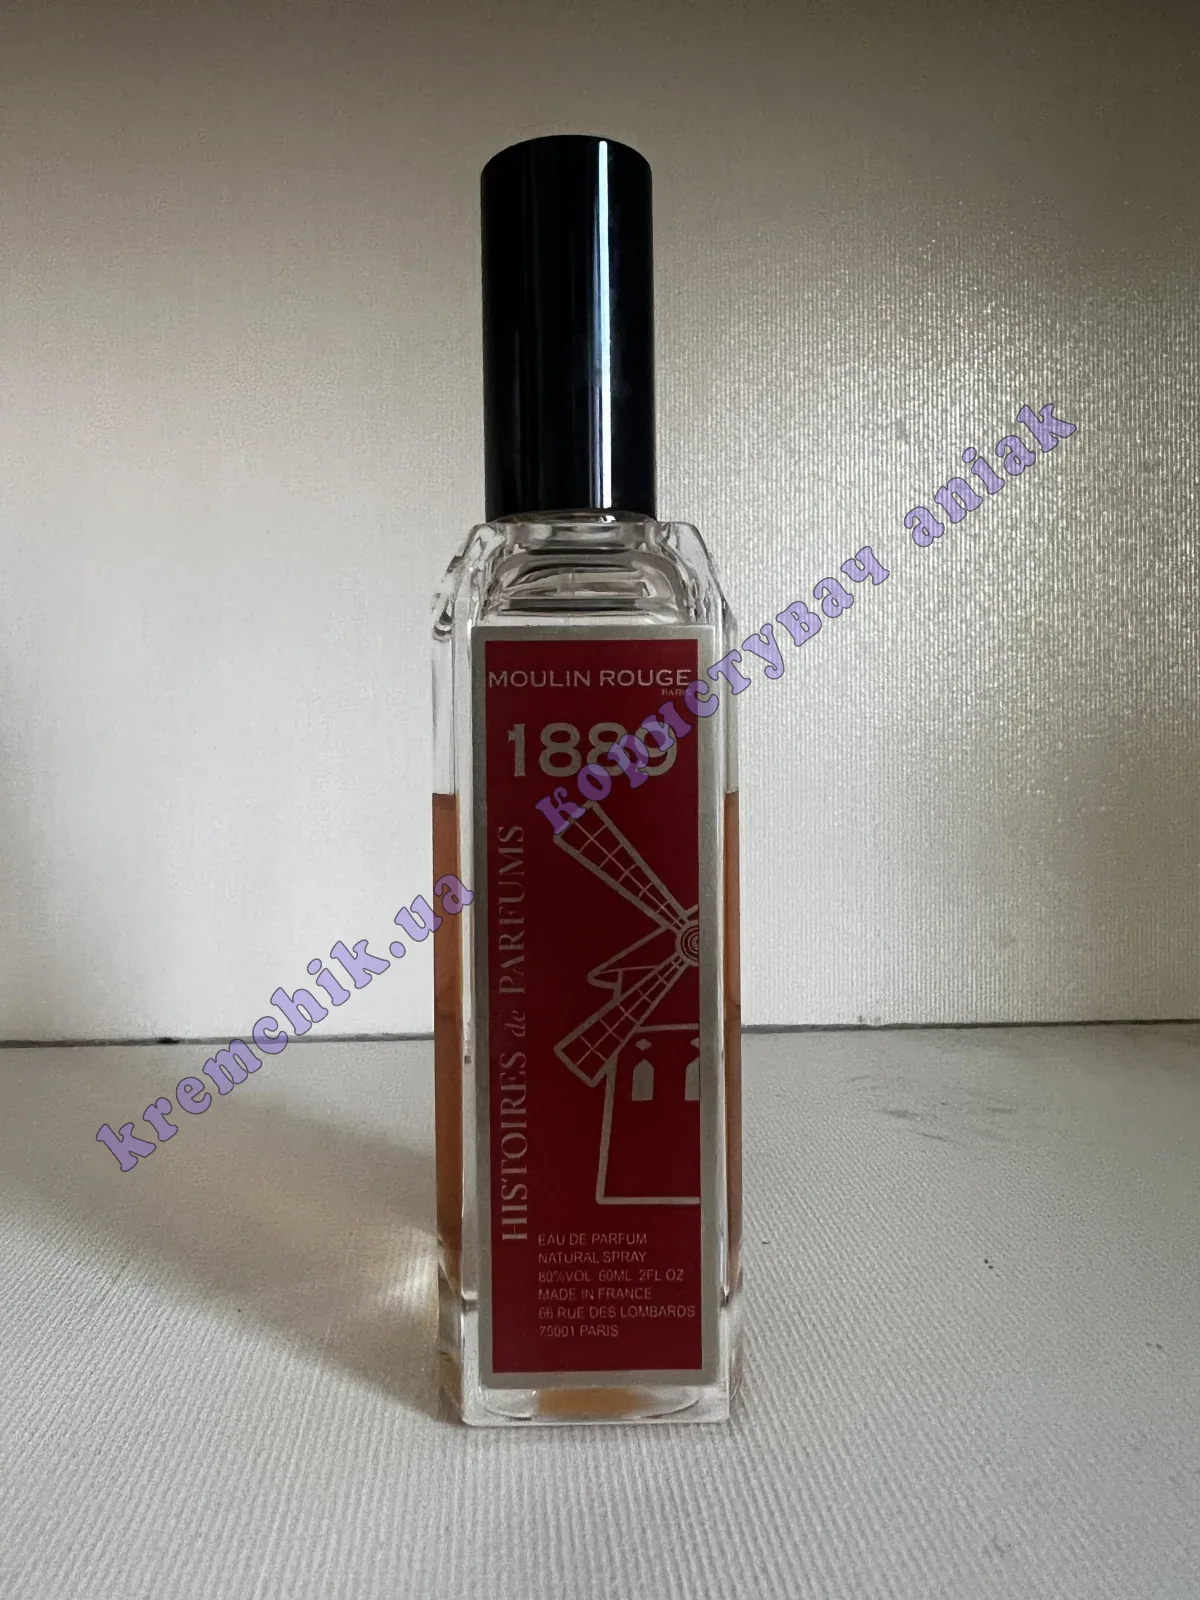 MOULIN ROUGE
PARIS
1889
HISTOIRES de PARFUMS
EAU DE PARFUM
NATURAL SPRAY
80%VOL 60ML 2FL OZ
MADE IN FRANCE
66 RUE DES LOMBARDS
75001 PARIS
kremchik.ua користувач aniak